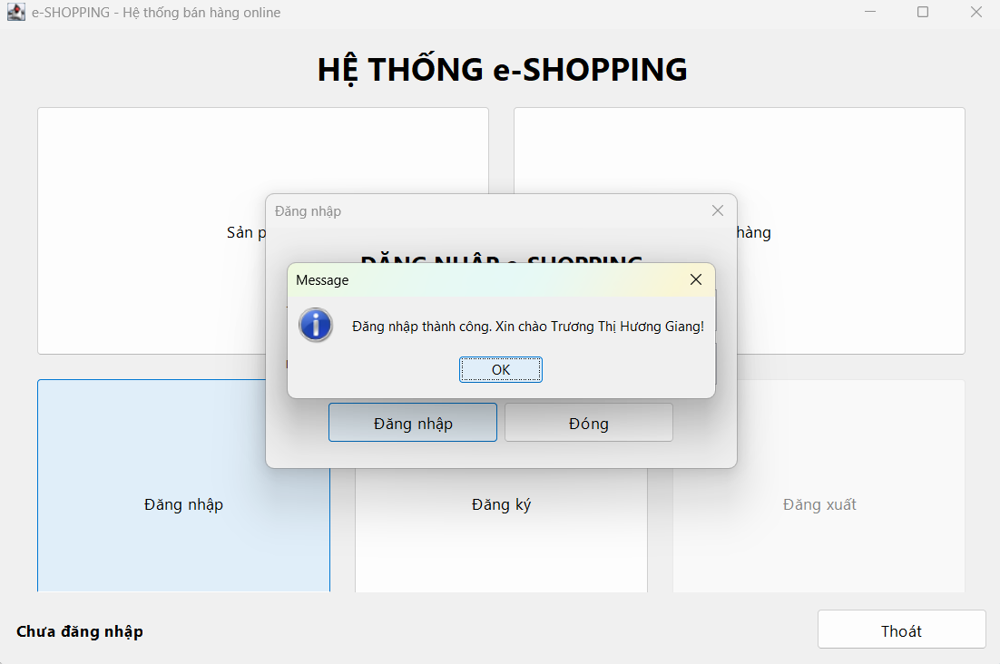 e-SHOPPING - Hệ thống bán hàng online
HỆ THỐNG e-SHOPPING
Sản
hàng
Đăng nhập
ĐĂNG NHẬP e-SHOPPING
Message
Đăng nhập thành công. Xin chào Trương Thị Hương Giang!
OK
Đăng nhập
Đóng
Đăng nhập
Đăng ký
Đăng xuất
Chưa đăng nhập
Thoát